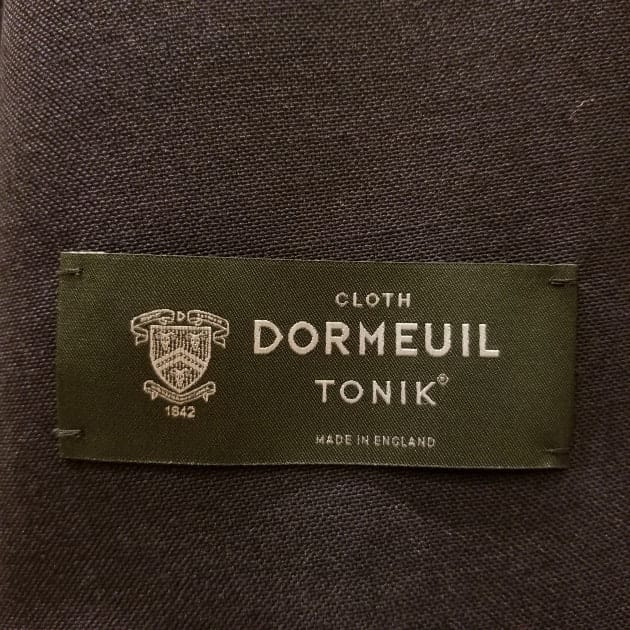 D
1842
CLOTH
DORMEUIL
TONIK®
MADE IN ENGLAND